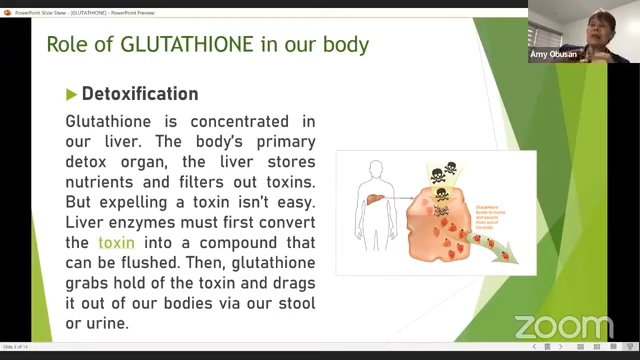 PowerPoint Slide Show - [GLUTATHIONE] - PowerPoint Preview
Role of GLUTATHIONE in our body
Amy Obusan
Detoxification
Glutathione is concentrated in
our liver. The body's primary
detox organ, the liver stores
nutrients and filters out toxins.
But expelling a toxin isn't easy.
Liver enzymes must first convert
the toxin into a compound that
can be flushed. Then, glutathione
grabs hold of the toxin and drags
it out of our bodies via our stool
or urine.
zoom